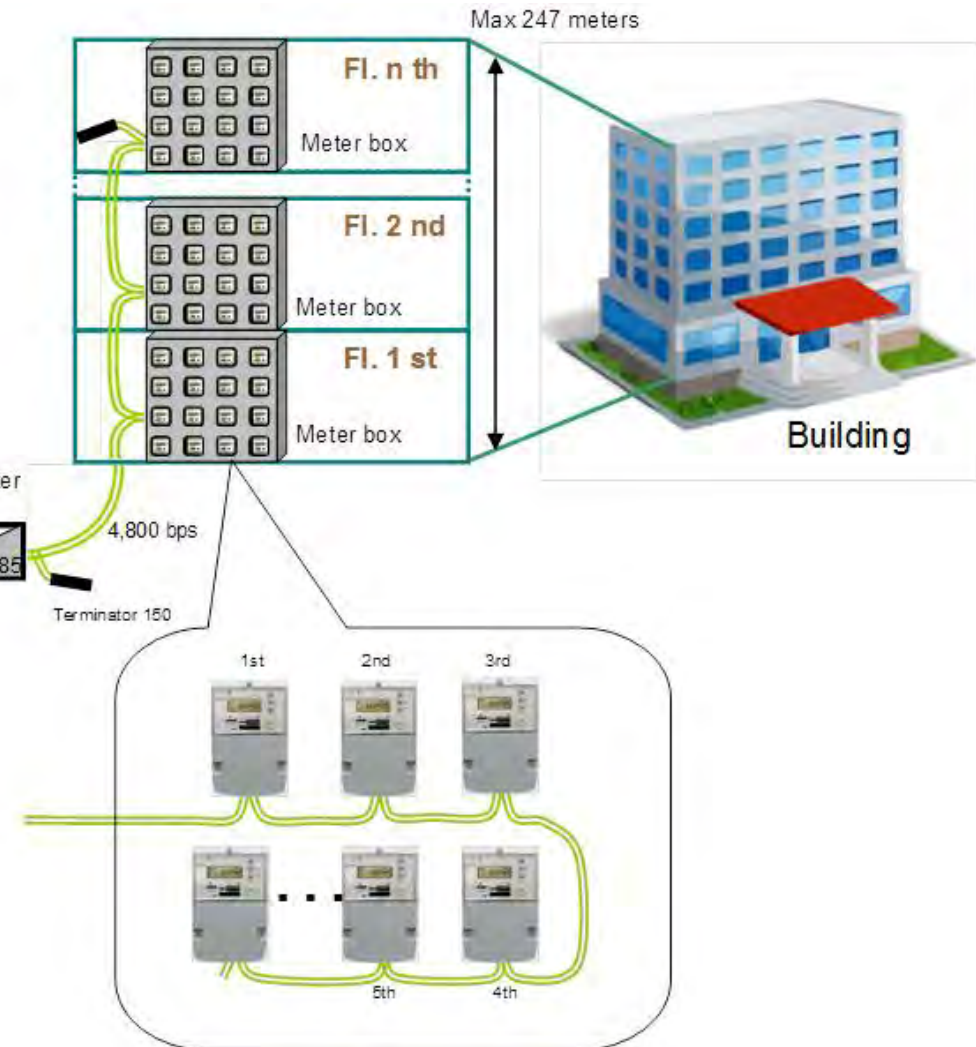 Max 247 meters
Fl. n th
Meter box
Fl. 2 nd
Meter box
Fl. 1 st
Meter box
Building
er
85
4,800 bps
Terminator 150
1st 2nd 3rd
5th 4th